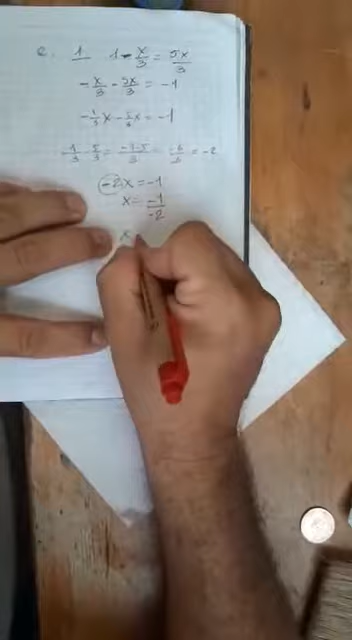 e. 1 1 - x/3 = 5x/3
- x/3 - 5x/3 = -1
- 1/3 x - 5/3 x = -1
- 1/3 - 5/3 = -1-5/3 = -6/3 = -2
-2x = -1
x = -1/-2
x